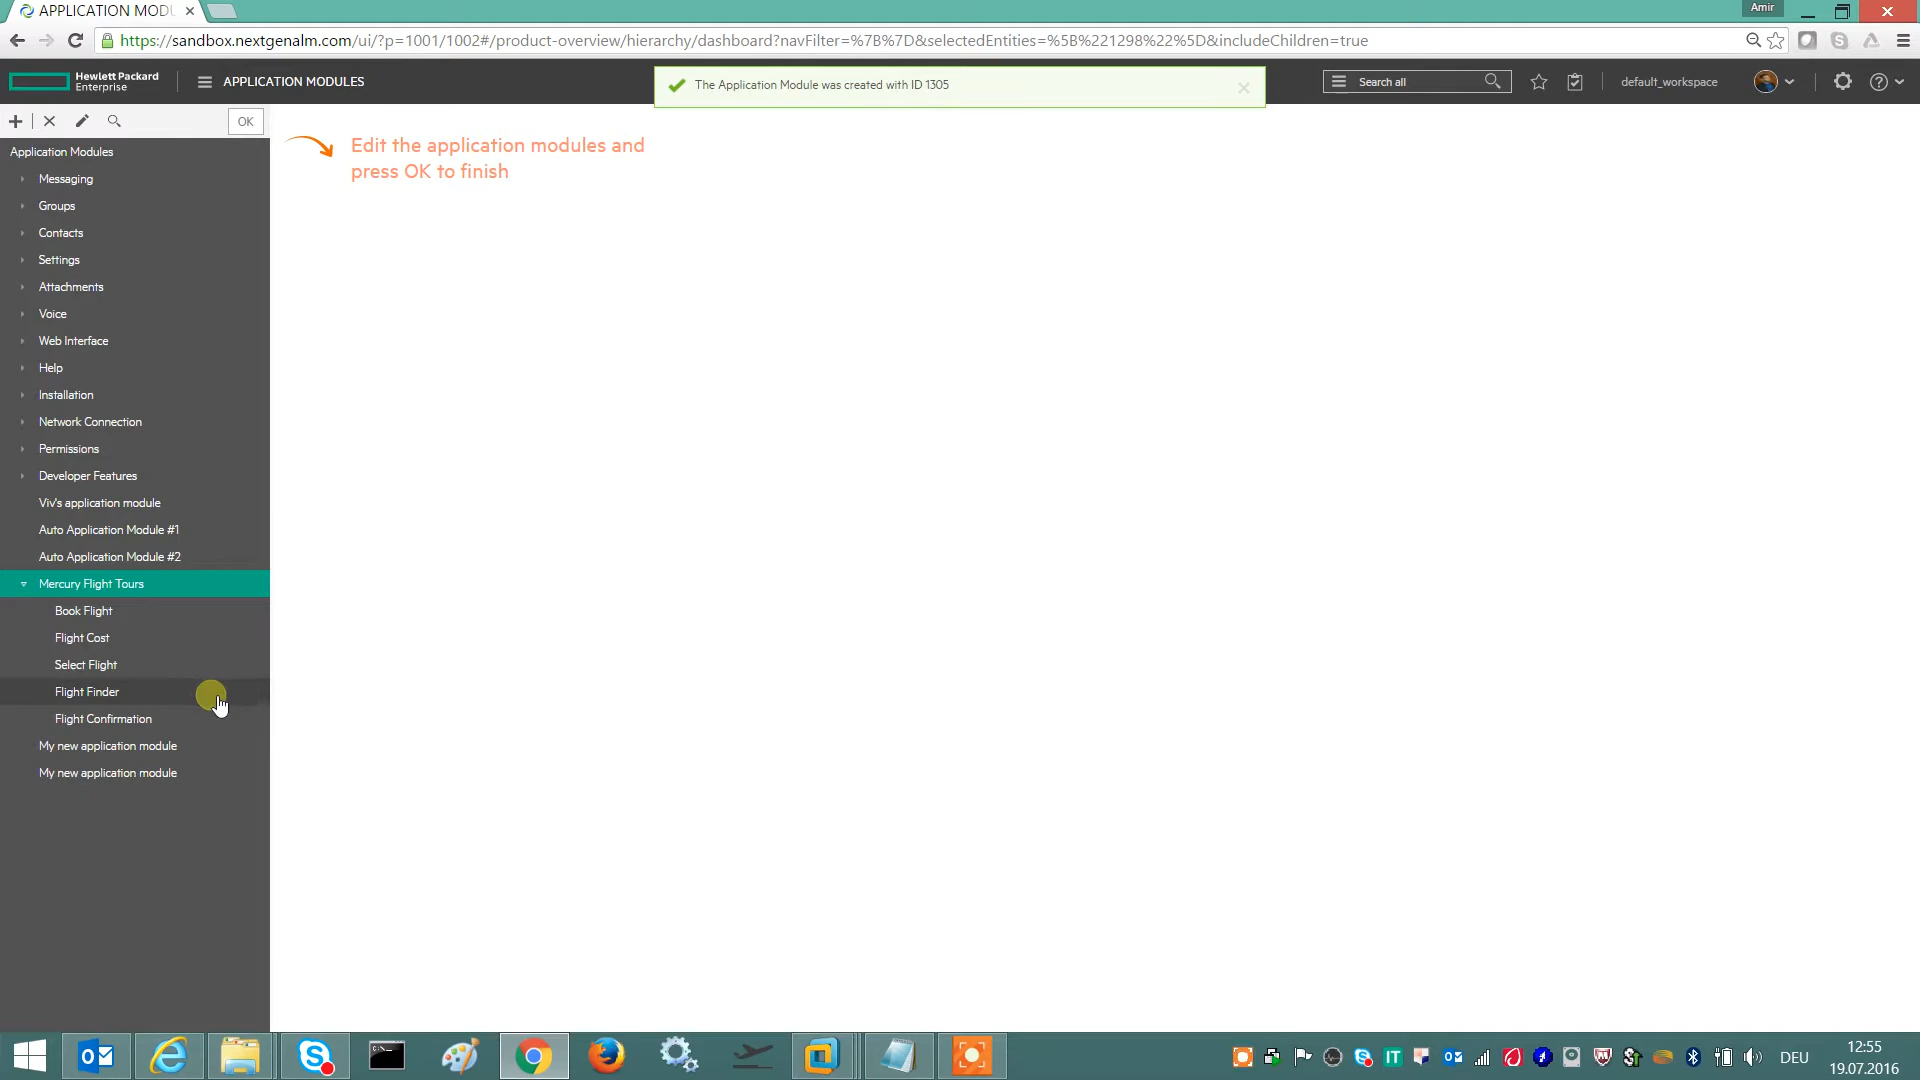 APPLICATION MODU
Amir
https://sandbox.nextgenalm.com/ui/?p=1001/1002#/product-overview/hierarchy/dashboard?navFilter=%7B%7D&selectedEntities=%5B%221298%22%5D&includeChildren=true
Hewlett Packard
Enterprise
APPLICATION MODULES
The Application Module was created with ID 1305
Search all
default_workspace
OK
Edit the application modules and
press OK to finish
Application Modules
Messaging
Groups
Contacts
Settings
Attachments
Voice
Web Interface
Help
Installation
Network Connection
Permissions
Developer Features
Viv's application module
Auto Application Module #1
Auto Application Module #2
Mercury Flight Tours
Book Flight
Flight Cost
Select Flight
Flight Finder
Flight Confirmation
My new application module
My new application module
DEU
12:55
19.07.2016